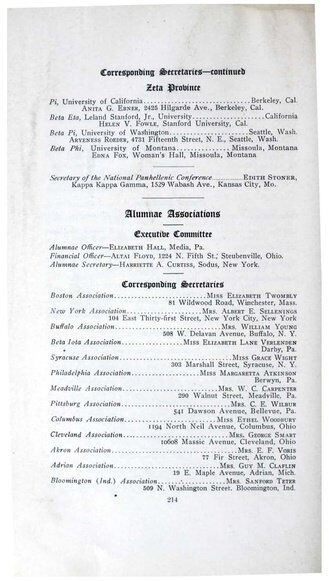 Corresponding Secretaries—continued
Zeta Province
Pi, University of California..............................Berkeley, Cal.
Anita G. Ebner, 2425 Hilgarde Ave., Berkeley, Cal.
Beta Eta, Leland Stanford, Jr., University....................California
Helen V. Fowle, Stanford University, Cal.
Beta Pi, University of Washington......................Seattle, Wash.
Aryeness Roeder, 4731 Fifteenth Street, N. E., Seattle, Wash.
Beta Phi, University of Montana................Missoula, Montana
Edna Fox, Woman's Hall, Missoula, Montana
Secretary of the National Panhellenic Conference..........Edith Stoner,
Kappa Kappa Gamma, 1529 Wabash Ave., Kansas City, Mo.
Alumnae Associations
Executive Committee
Alumnae Officer—Elizabeth Hall, Media, Pa.
Financial Officer—Altai Floyd, 1224 N. Fifth St., Steubenville, Ohio.
Alumnae Secretary—Harriette A. Curtiss, Sodus, New York.
Corresponding Secretaries
Boston Association..........................Miss Elizabeth Twombly
81 Wildwood Road, Winchester, Mass.
New York Association......................Mrs. Albert E. Sellenings
104 East Thirty-first Street, New York City, New York
Buffalo Association............................Mrs. William Young
508 W. Delavan Avenue, Buffalo, N. Y.
Beta Iota Association..................Miss Elizabeth Lane Verlenden
Darby, Pa.
Syracuse Association..............................Miss Grace Wight
303 Marshall Street, Syracuse, N. Y.
Philadelphia Association....................Miss Margaretta Atkinson
Berwyn, Pa.
Meadville Association..........................Mrs. W. C. Carpenter
290 Walnut Street, Meadville, Pa.
Pittsburg Association..............................Mrs. C. E. Wilbur
541 Dawson Avenue, Bellevue, Pa.
Columbus Association..........................Miss Ethel Woodbury
1194 North Neil Avenue, Columbus, Ohio
Cleveland Association............................Mrs. George Smart
10608 Massie Avenue, Cleveland, Ohio
Akron Association..................................Mrs. E. F. Voris
77 Fir Street, Akron, Ohio
Adrian Association..............................Mrs. Guy M. Claflin
19 E. Maple Avenue, Adrian, Mich.
Bloomington (Ind.) Association..................Mrs. Sanford Teter
509 N. Washington Street, Bloomington, Ind.
214